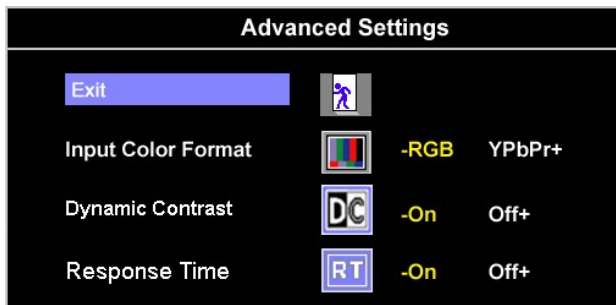 Advanced Settings
Exit
Input Color Format -RGB YPbPr+
Dynamic Contrast DC -On Off+
Response Time RT -On Off+